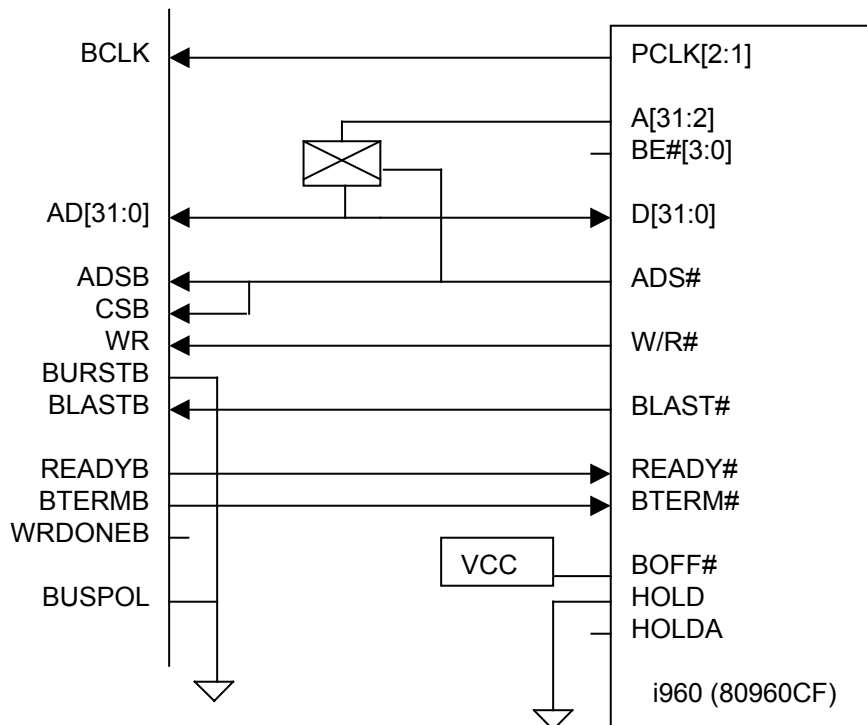 BCLK PCLK[2:1]
A[31:2]
BE#[3:0]
AD[31:0] D[31:0]
ADSB ADS#
CSB
WR W/R#
BURSTB
BLASTB BLAST#
READYB READY#
BTERMB BTERM#
WRDONEB
VCC BOFF#
BUSPOL HOLD
HOLDA
i960 (80960CF)